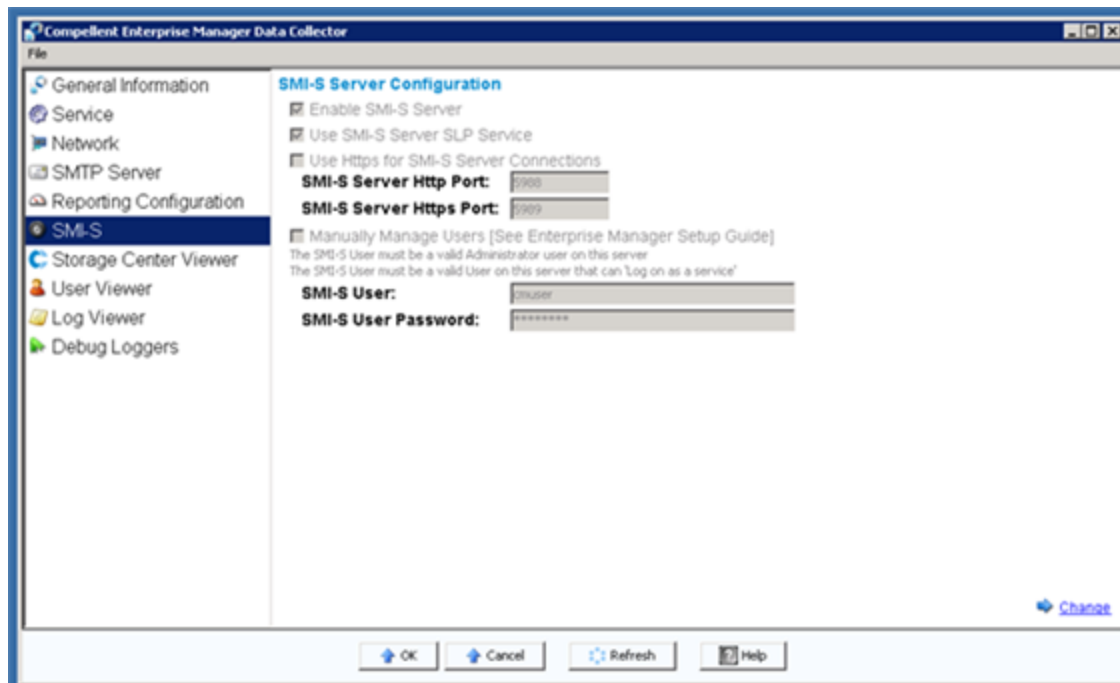 Compellent Enterprise Manager Data Collector
File
General Information
Service
Network
SMTP Server
Reporting Configuration
SMI-S
Storage Center Viewer
User Viewer
Log Viewer
Debug Loggers
SMI-S Server Configuration
Enable SMI-S Server
Use SMI-S Server SLP Service
Use Https for SMI-S Server Connections
SMI-S Server Http Port: 5988
SMI-S Server Https Port: 5989
Manually Manage Users [See Enterprise Manager Setup Guide]
The SMI-S User must be a valid Administrator user on this server
The SMI-S User must be a valid User on this server that can 'Log on as a service'
SMI-S User: cmuser
SMI-S User Password: ********
Change
OK Cancel Refresh Help